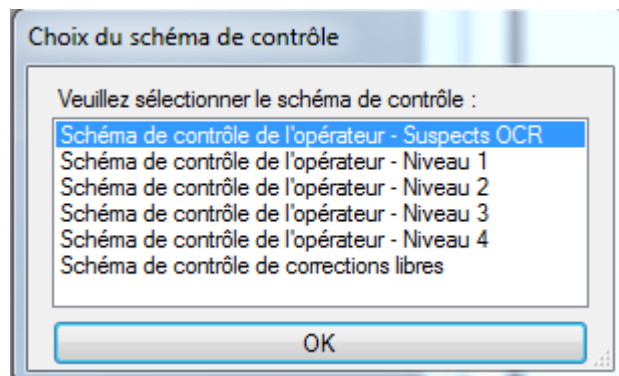 Choix du schéma de contrôle
Veuillez sélectionner le schéma de contrôle :
Schéma de contrôle de l'opérateur - Suspects OCR
Schéma de contrôle de l'opérateur - Niveau 1
Schéma de contrôle de l'opérateur - Niveau 2
Schéma de contrôle de l'opérateur - Niveau 3
Schéma de contrôle de l'opérateur - Niveau 4
Schéma de contrôle de corrections libres
OK